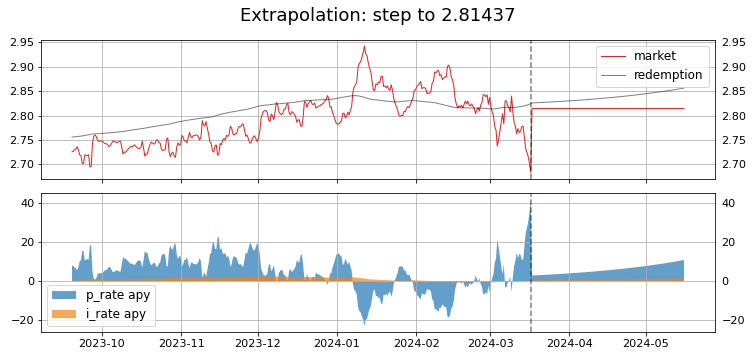 Extrapolation: step to 2.81437
2.95 2.95
market
2.90 2.90
redemption
2.85 2.85
2.80 2.80
2.75 2.75
2.70 2.70
40 40
20 20
0 0
p_rate apy
i_rate apy
−20 −20
2023-10 2023-11 2023-12 2024-01 2024-02 2024-03 2024-04 2024-05